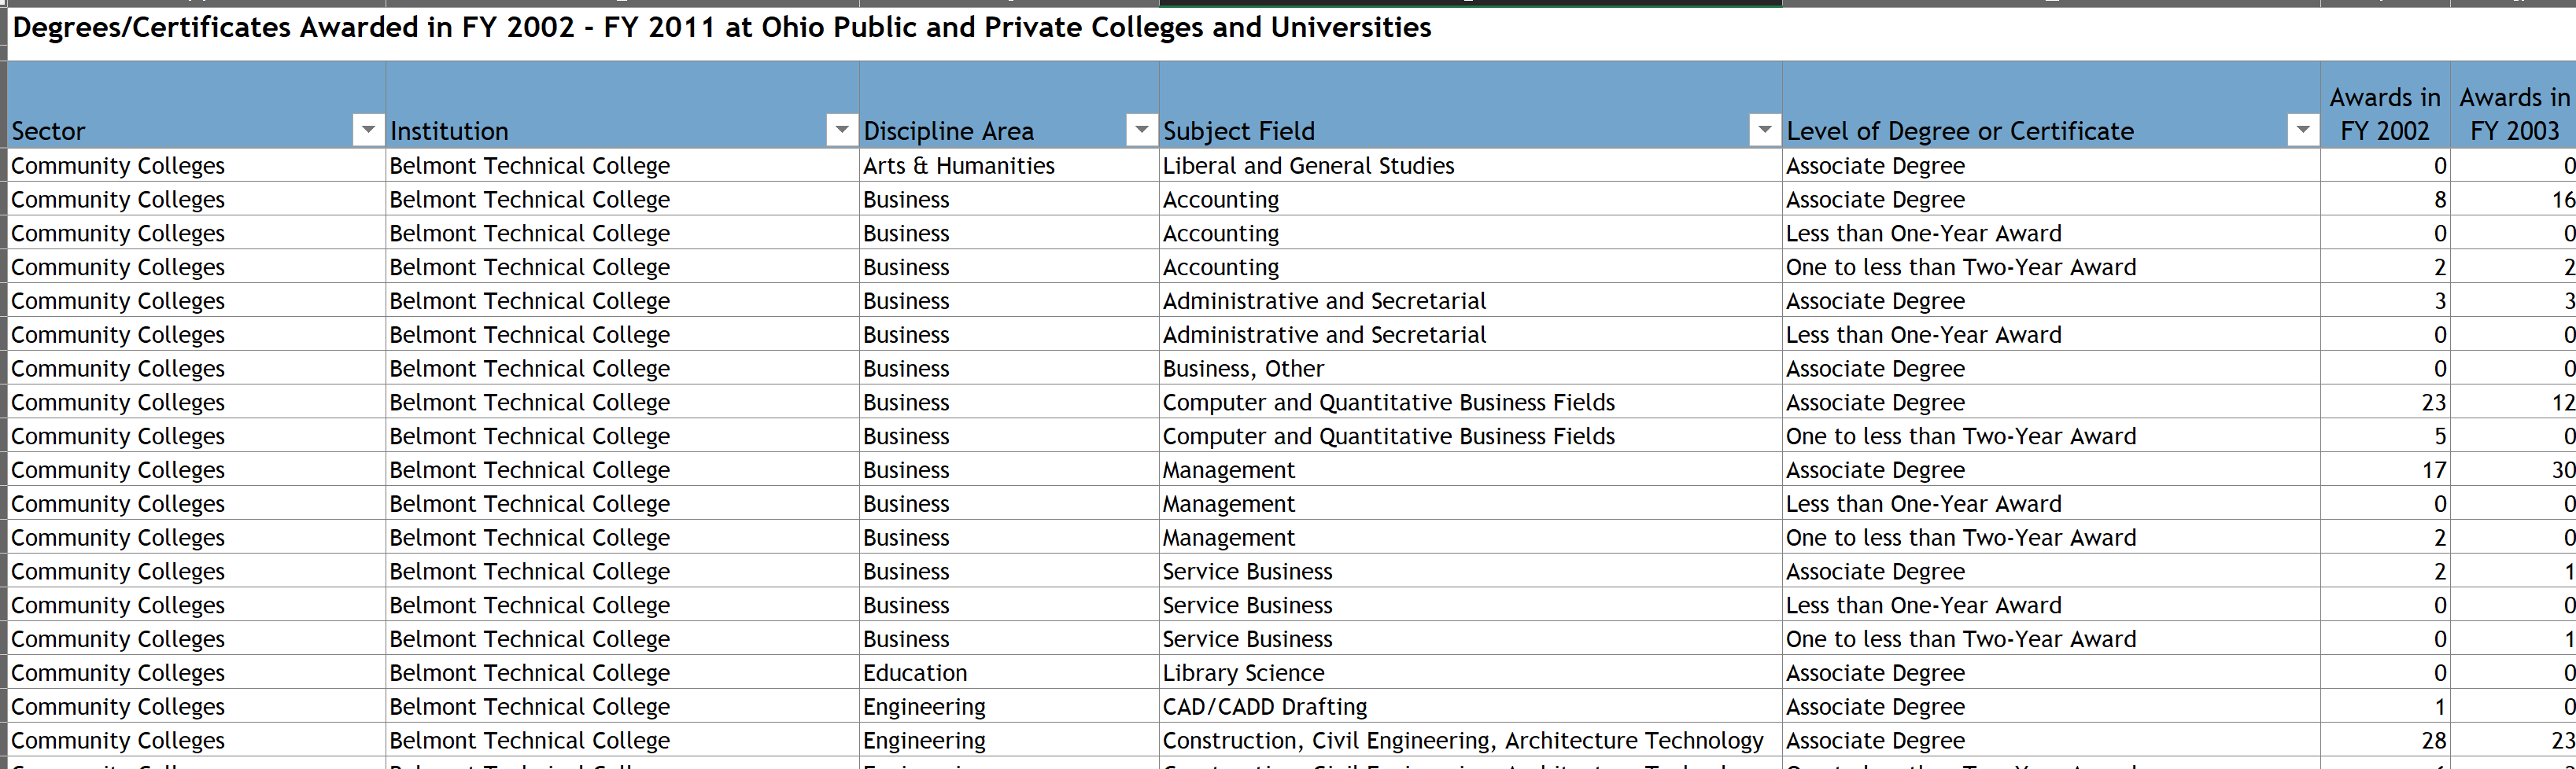 Degrees/Certificates Awarded in FY 2002 - FY 2011 at Ohio Public and Private Colleges and Universities
Sector Institution Discipline Area Subject Field Level of Degree or Certificate Awards in FY 2002 Awards in FY 2003
Community Colleges Belmont Technical College Arts & Humanities Liberal and General Studies Associate Degree 0 0
Community Colleges Belmont Technical College Business Accounting Associate Degree 8 16
Community Colleges Belmont Technical College Business Accounting Less than One-Year Award 0 0
Community Colleges Belmont Technical College Business Accounting One to less than Two-Year Award 2 2
Community Colleges Belmont Technical College Business Administrative and Secretarial Associate Degree 3 3
Community Colleges Belmont Technical College Business Administrative and Secretarial Less than One-Year Award 0 0
Community Colleges Belmont Technical College Business Business, Other Associate Degree 0 0
Community Colleges Belmont Technical College Business Computer and Quantitative Business Fields Associate Degree 23 12
Community Colleges Belmont Technical College Business Computer and Quantitative Business Fields One to less than Two-Year Award 5 0
Community Colleges Belmont Technical College Business Management Associate Degree 17 30
Community Colleges Belmont Technical College Business Management Less than One-Year Award 0 0
Community Colleges Belmont Technical College Business Management One to less than Two-Year Award 2 0
Community Colleges Belmont Technical College Business Service Business Associate Degree 2 1
Community Colleges Belmont Technical College Business Service Business Less than One-Year Award 0 0
Community Colleges Belmont Technical College Business Service Business One to less than Two-Year Award 0 1
Community Colleges Belmont Technical College Education Library Science Associate Degree 0 0
Community Colleges Belmont Technical College Engineering CAD/CADD Drafting Associate Degree 1 0
Community Colleges Belmont Technical College Engineering Construction, Civil Engineering, Architecture Technology Associate Degree 28 23